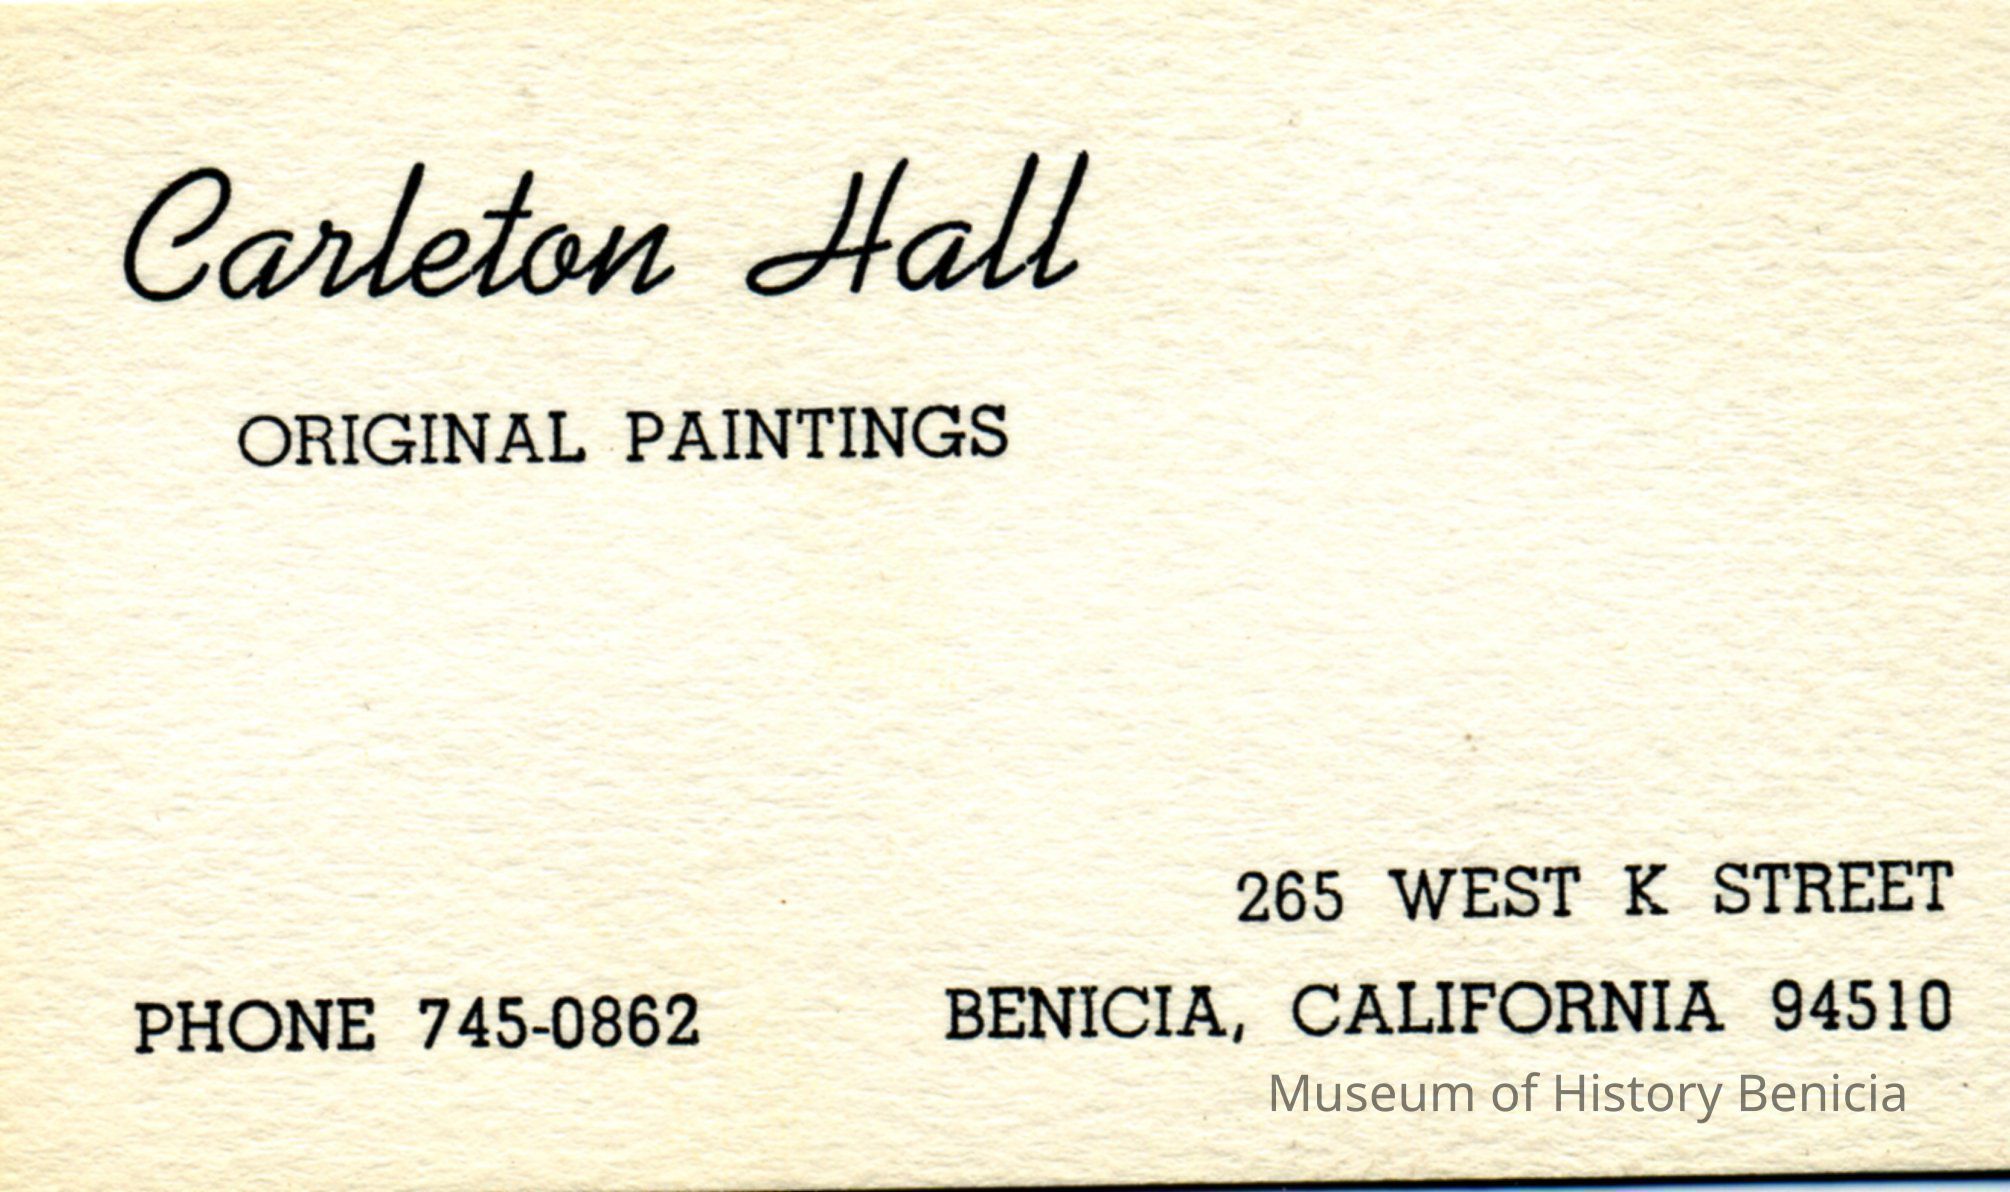 Carleton Hall
ORIGINAL PAINTINGS
265 WEST K STREET
PHONE 745-0862 BENICIA, CALIFORNIA 94510
Museum of History Benicia